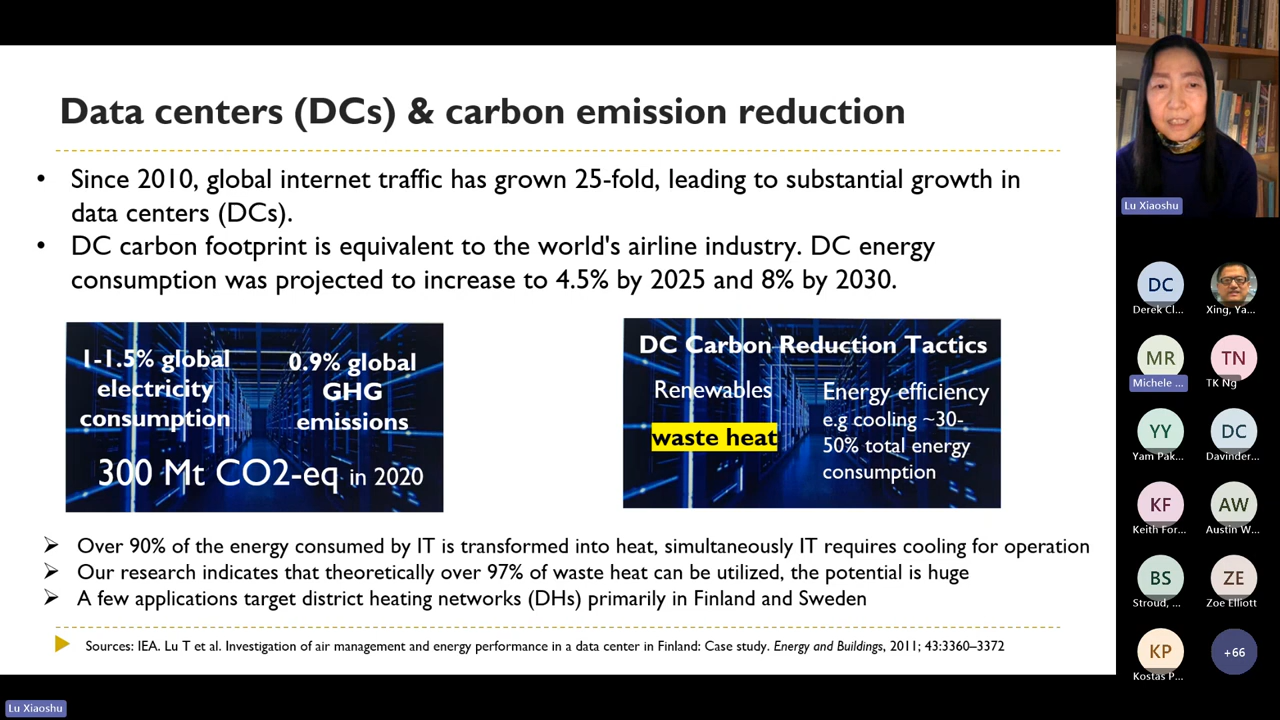 Data centers (DCs) & carbon emission reduction
• Since 2010, global internet traffic has grown 25-fold, leading to substantial growth in
data centers (DCs).
• DC carbon footprint is equivalent to the world's airline industry. DC energy
consumption was projected to increase to 4.5% by 2025 and 8% by 2030.
1-1.5% global
electricity
consumption
0.9% global
GHG
emissions
300 Mt CO2-eq in 2020
DC Carbon Reduction Tactics
Renewables
waste heat
Energy efficiency
e.g cooling ~30-
50% total energy
consumption
➢ Over 90% of the energy consumed by IT is transformed into heat, simultaneously IT requires cooling for operation
➢ Our research indicates that theoretically over 97% of waste heat can be utilized, the potential is huge
➢ A few applications target district heating networks (DHs) primarily in Finland and Sweden
Sources: IEA. Lu T et al. Investigation of air management and energy performance in a data center in Finland: Case study. Energy and Buildings, 2011; 43:3360–3372
Lu Xiaoshu
DC
Derek Cl...
Xing, Ya...
MR
Michele ...
TN
TK Ng
YY
Yam Pak...
DC
Davinder...
KF
Keith For...
AW
Austin W...
BS
Stroud, ...
ZE
Zoe Elliott
KP
Kostas P...
+66
Lu Xiaoshu